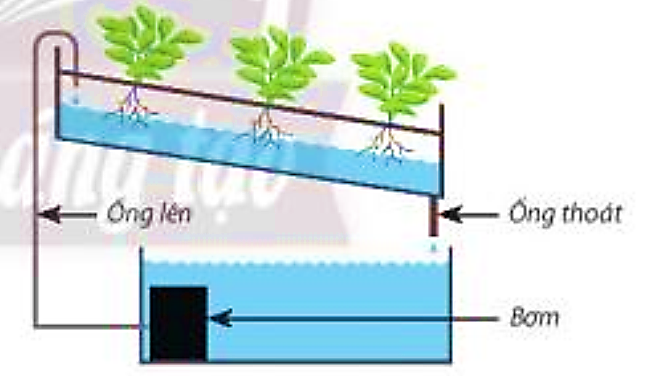 Ống lên
Ống thoát
Bơm